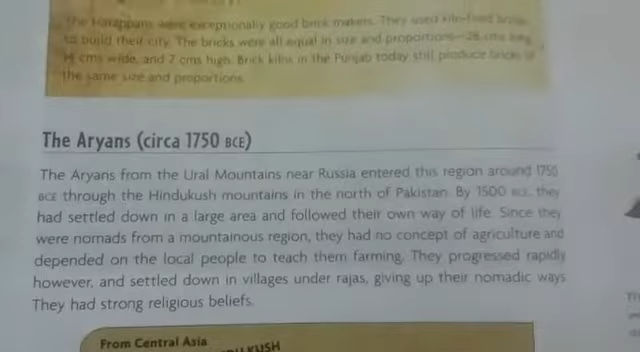 The Harappans were exceptionally good brick makers. They used kiln-fired
to build their city. The bricks were all equal in size and proportions—28 cms long,
cms wide, and 7 cms high. Brick kilns in the Punjab today still produce bricks
the same size and proportions.
The Aryans (circa 1750 BCE)
The Aryans from the Ural Mountains near Russia entered this region around 1750
BCE through the Hindukush mountains in the north of Pakistan. By 1500 BCE, they
had settled down in a large area and followed their own way of life. Since they
were nomads from a mountainous region, they had no concept of agriculture and
depended on the local people to teach them farming. They progressed rapidly
however, and settled down in villages under rajas, giving up their nomadic ways
They had strong religious beliefs.
From Central Asia
KUSH